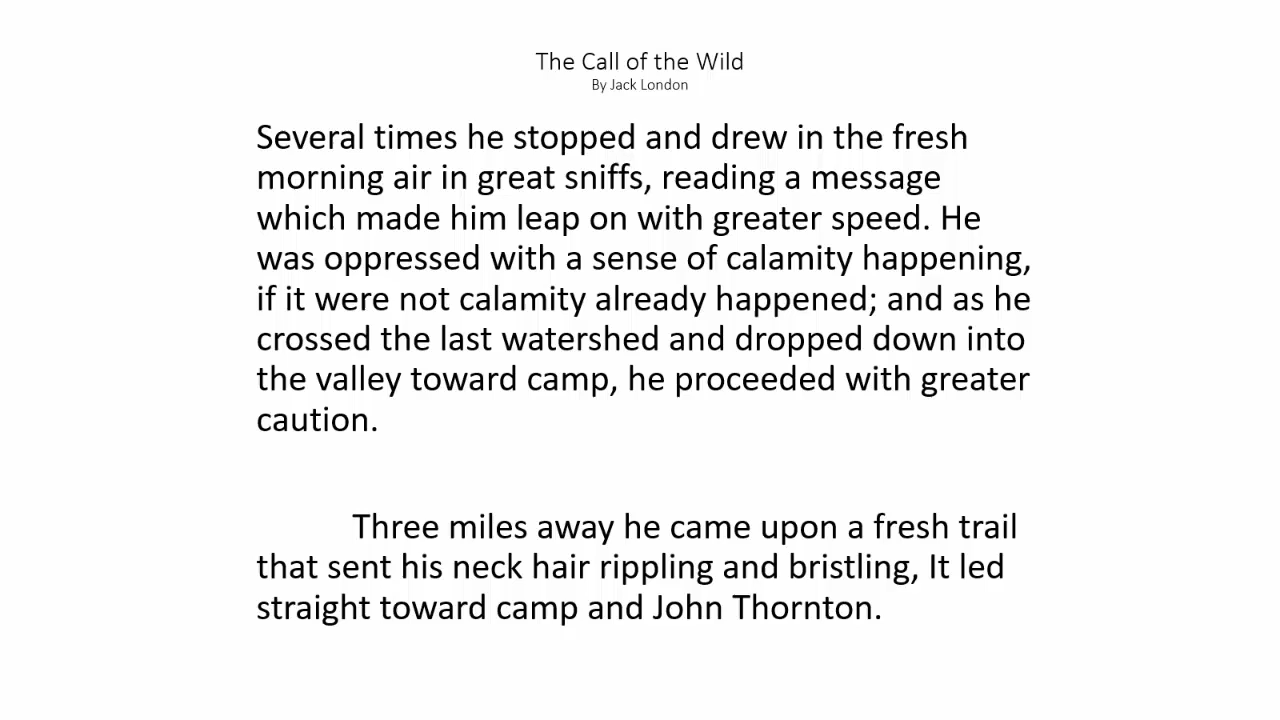 The Call of the Wild
By Jack London
Several times he stopped and drew in the fresh
morning air in great sniffs, reading a message
which made him leap on with greater speed. He
was oppressed with a sense of calamity happening,
if it were not calamity already happened; and as he
crossed the last watershed and dropped down into
the valley toward camp, he proceeded with greater
caution.
Three miles away he came upon a fresh trail
that sent his neck hair rippling and bristling, It led
straight toward camp and John Thornton.